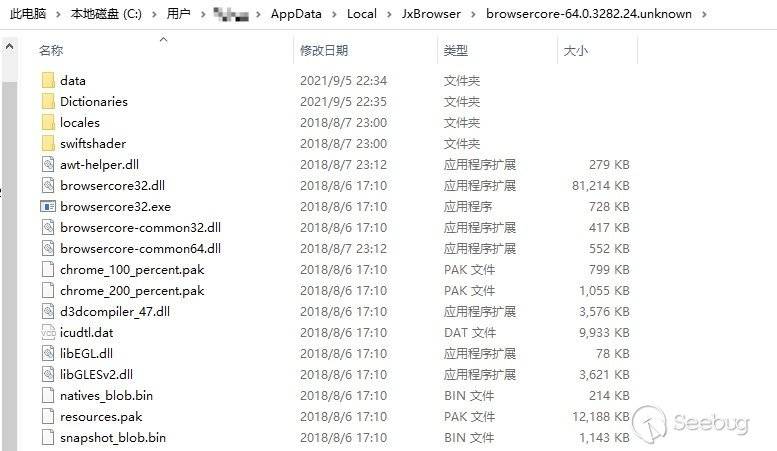 此电脑 > 本地磁盘 (C:) > 用户 > > AppData > Local > JxBrowser > browsercore-64.0.3282.24.unknown >
名称 修改日期 类型 大小
data 2021/9/5 22:34 文件夹
Dictionaries 2021/9/5 22:35 文件夹
locales 2018/8/7 23:00 文件夹
swiftshader 2018/8/7 23:00 文件夹
awt-helper.dll 2018/8/7 23:12 应用程序扩展 279 KB
browsercore32.dll 2018/8/6 17:10 应用程序扩展 81,214 KB
browsercore32.exe 2018/8/6 17:10 应用程序 728 KB
browsercore-common32.dll 2018/8/6 17:10 应用程序扩展 417 KB
browsercore-common64.dll 2018/8/7 23:12 应用程序扩展 552 KB
chrome_100_percent.pak 2018/8/6 17:10 PAK 文件 799 KB
chrome_200_percent.pak 2018/8/6 17:10 PAK 文件 1,055 KB
d3dcompiler_47.dll 2018/8/6 17:10 应用程序扩展 3,576 KB
icudtl.dat 2018/8/6 17:10 DAT 文件 9,933 KB
libEGL.dll 2018/8/6 17:10 应用程序扩展 78 KB
libGLESv2.dll 2018/8/6 17:10 应用程序扩展 3,621 KB
natives_blob.bin 2018/8/6 17:10 BIN 文件 214 KB
resources.pak 2018/8/6 17:10 PAK 文件 12,188 KB
snapshot_blob.bin 2018/8/6 17:10 BIN 文件 1,143 KB
Seebug